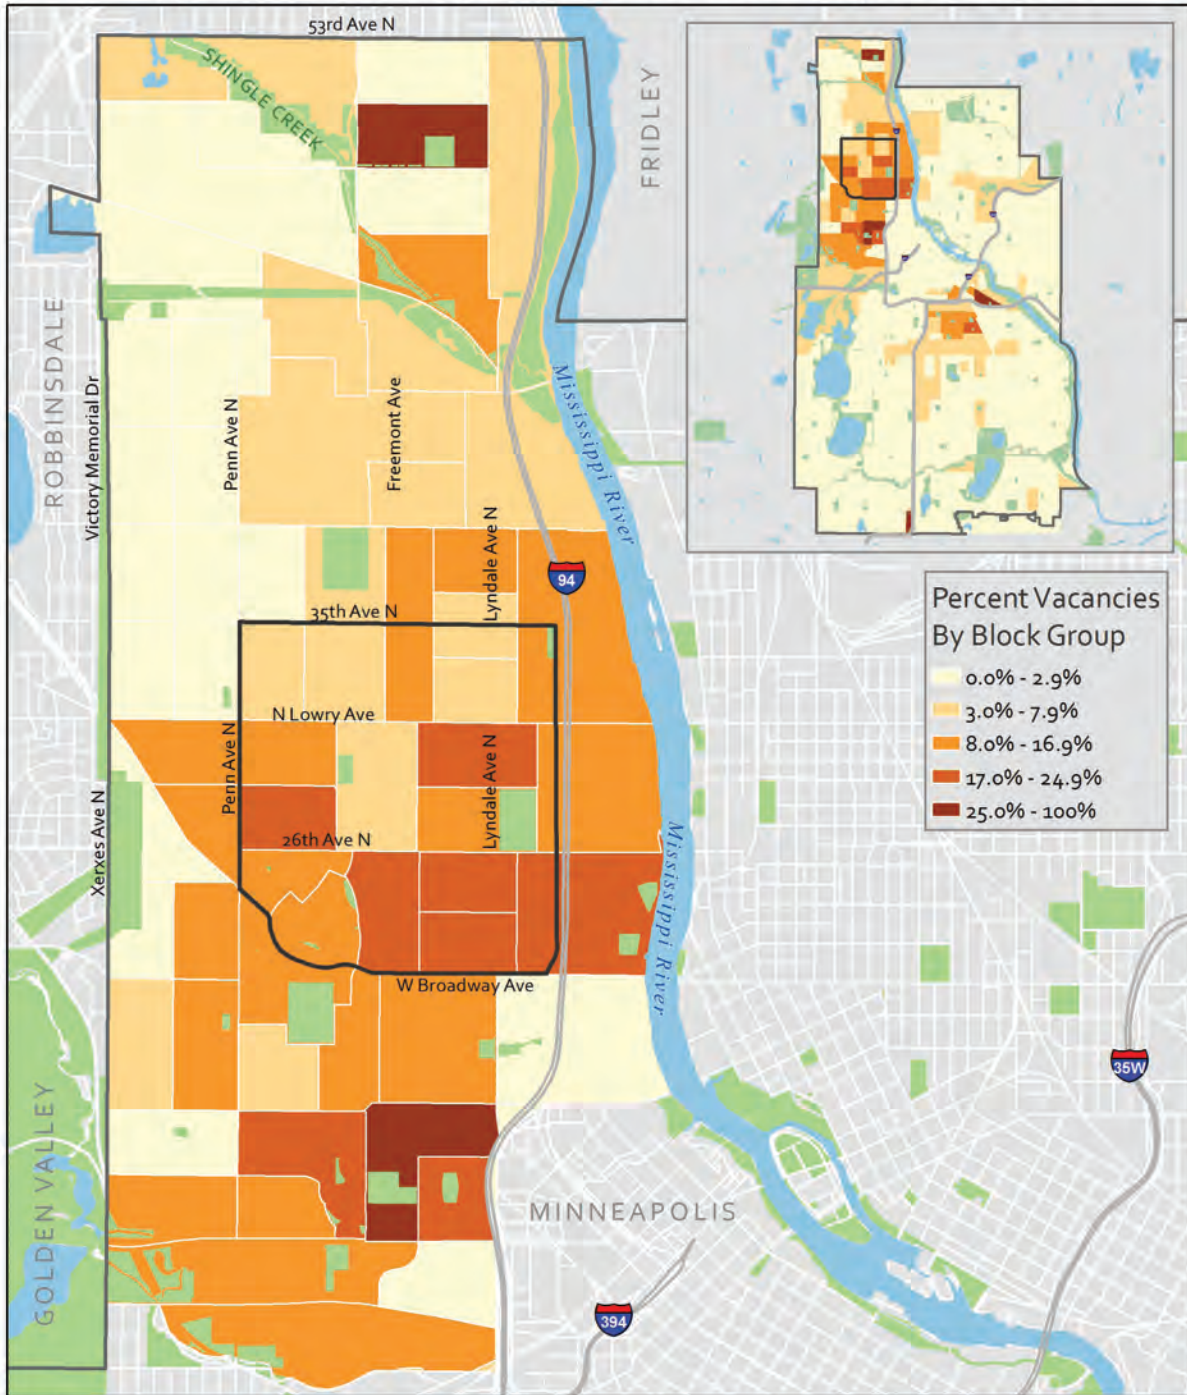 53rd Ave N
SHINGLE CREEK
FRIDLEY
ROBBINSDALE
Victory Memorial Dr
Penn Ave N
Freemont Ave
Mississippi River
Lyndale Ave N
94
35th Ave N
Percent Vacancies
By Block Group
0.0% - 2.9%
3.0% - 7.9%
8.0% - 16.9%
17.0% - 24.9%
25.0% - 100%
N Lowry Ave
Penn Ave N
Lyndale Ave N
Xerxes Ave N
26th Ave N
Mississippi River
W Broadway Ave
35W
GOLDEN VALLEY
MINNEAPOLIS
394